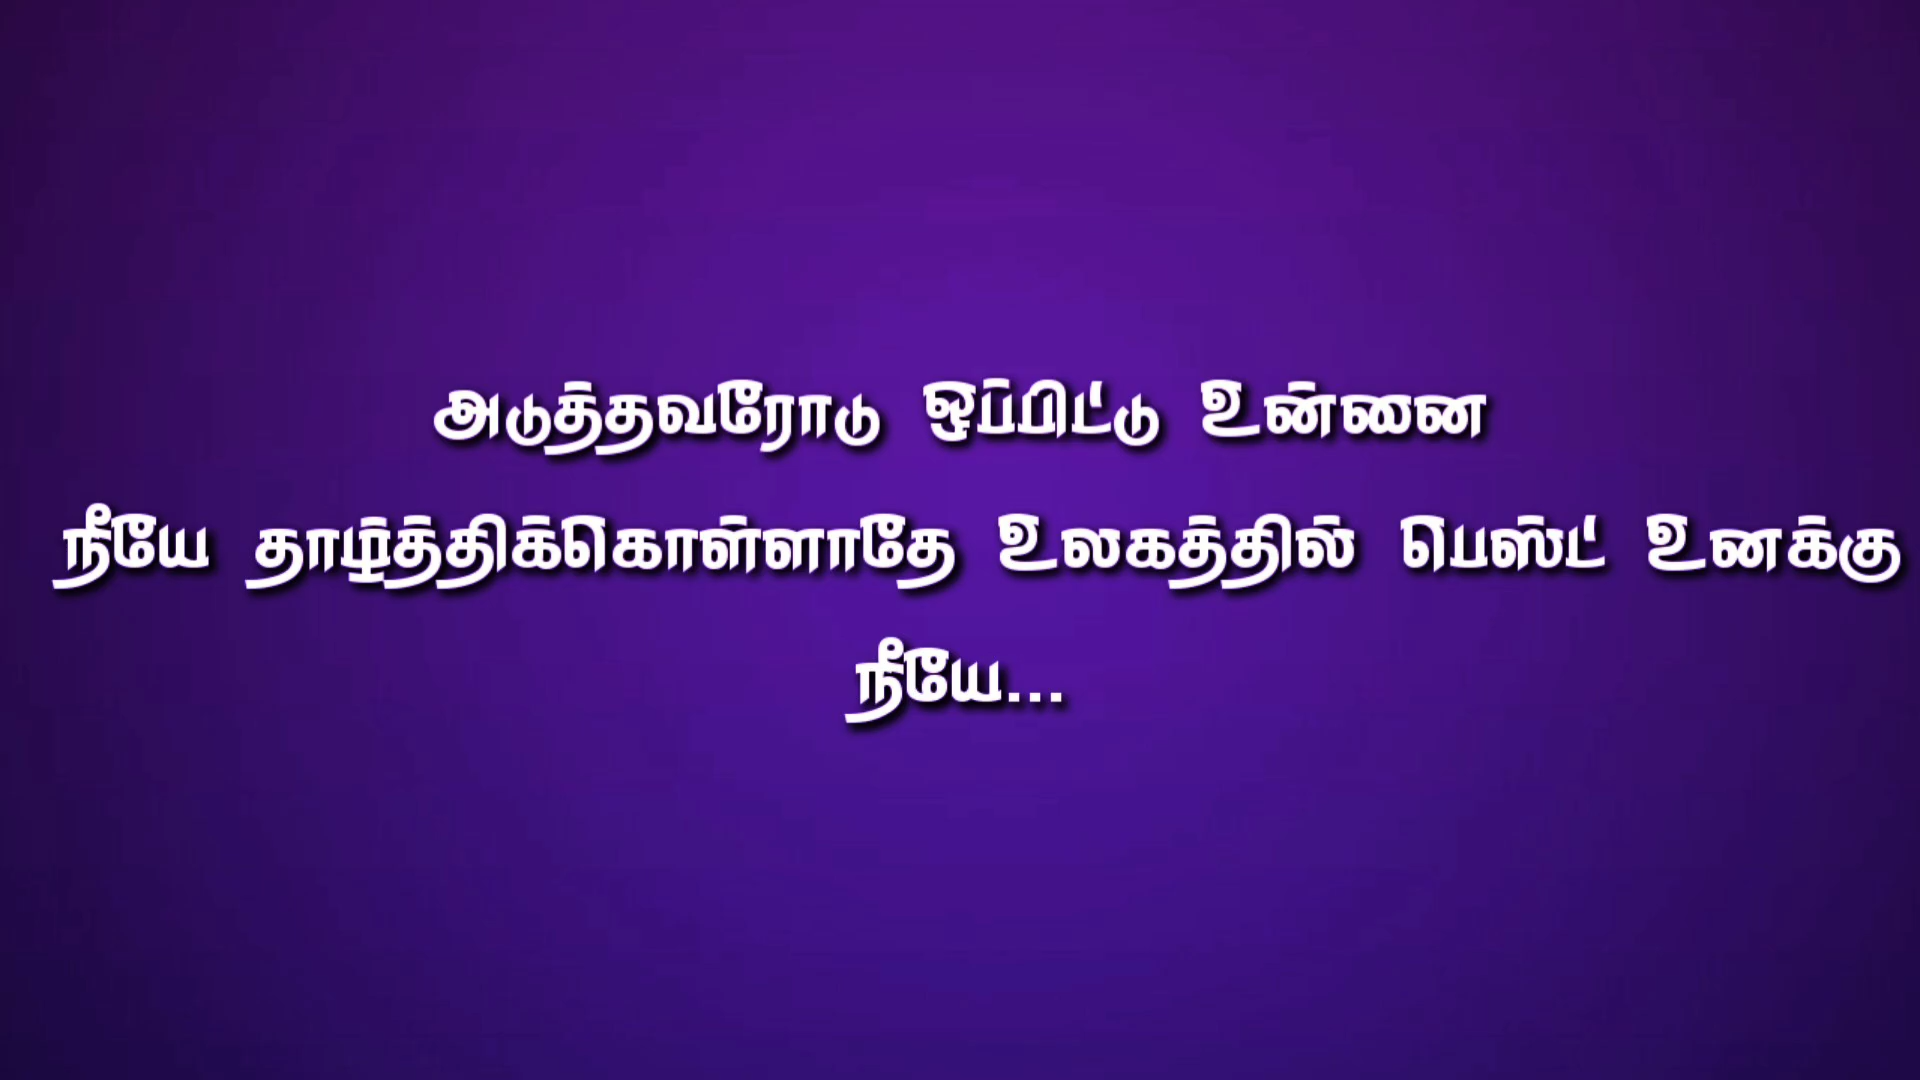 அடுத்தவரோடு ஒப்பிட்டு உன்னை
நீயே தாழ்த்திக்கொள்ளாதே உலகத்தில் பெஸ்ட் உனக்கு
நீயே...